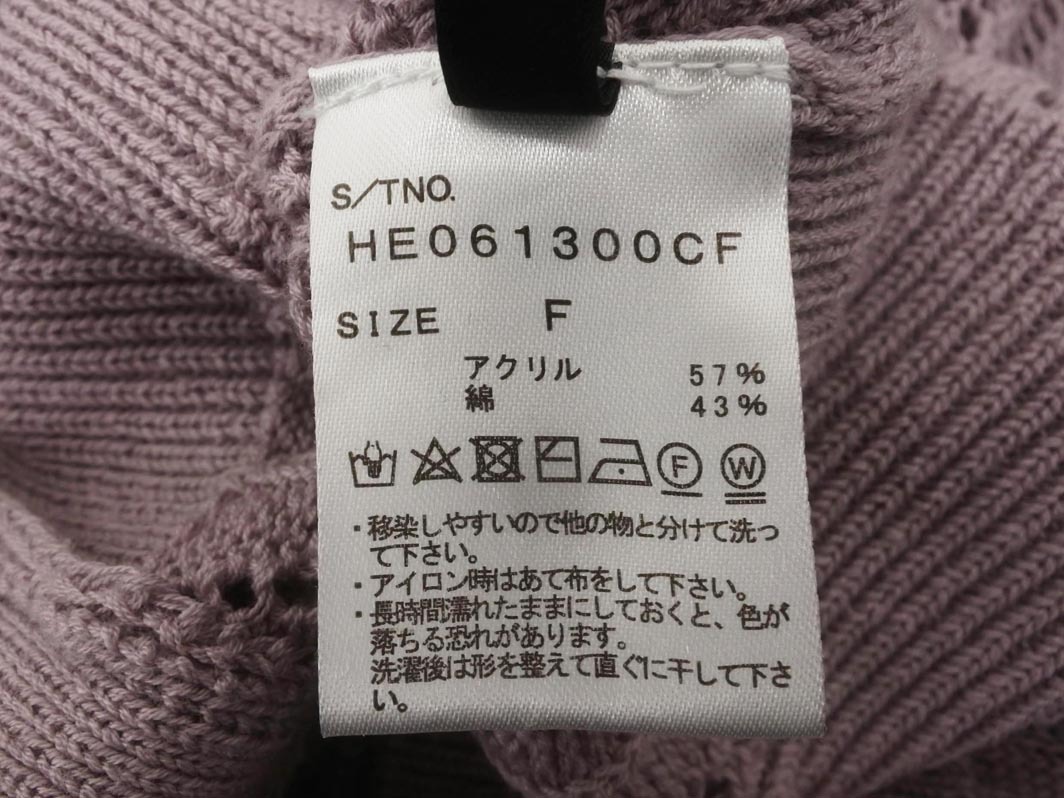 S/TNO.
HE061300CF
SIZE F
アクリル 57%
綿 43%
F W
・移染しやすいので他の物と分けて洗っ
て下さい。
・アイロン時はあて布をして下さい。
・長時間濡れたままにしておくと、色が
落ちる恐れがあります。
洗濯後は形を整えて直ぐに干して下さ
い。